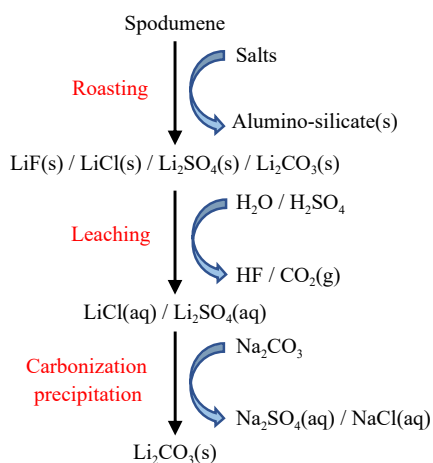 Spodumene
Salts
Roasting
Alumino-silicate(s)
LiF(s) / LiCl(s) / Li₂SO₄(s) / Li₂CO₃(s)
H₂O / H₂SO₄
Leaching
HF / CO₂(g)
LiCl(aq) / Li₂SO₄(aq)
Na₂CO₃
Carbonization
precipitation
Na₂SO₄(aq) / NaCl(aq)
Li₂CO₃(s)